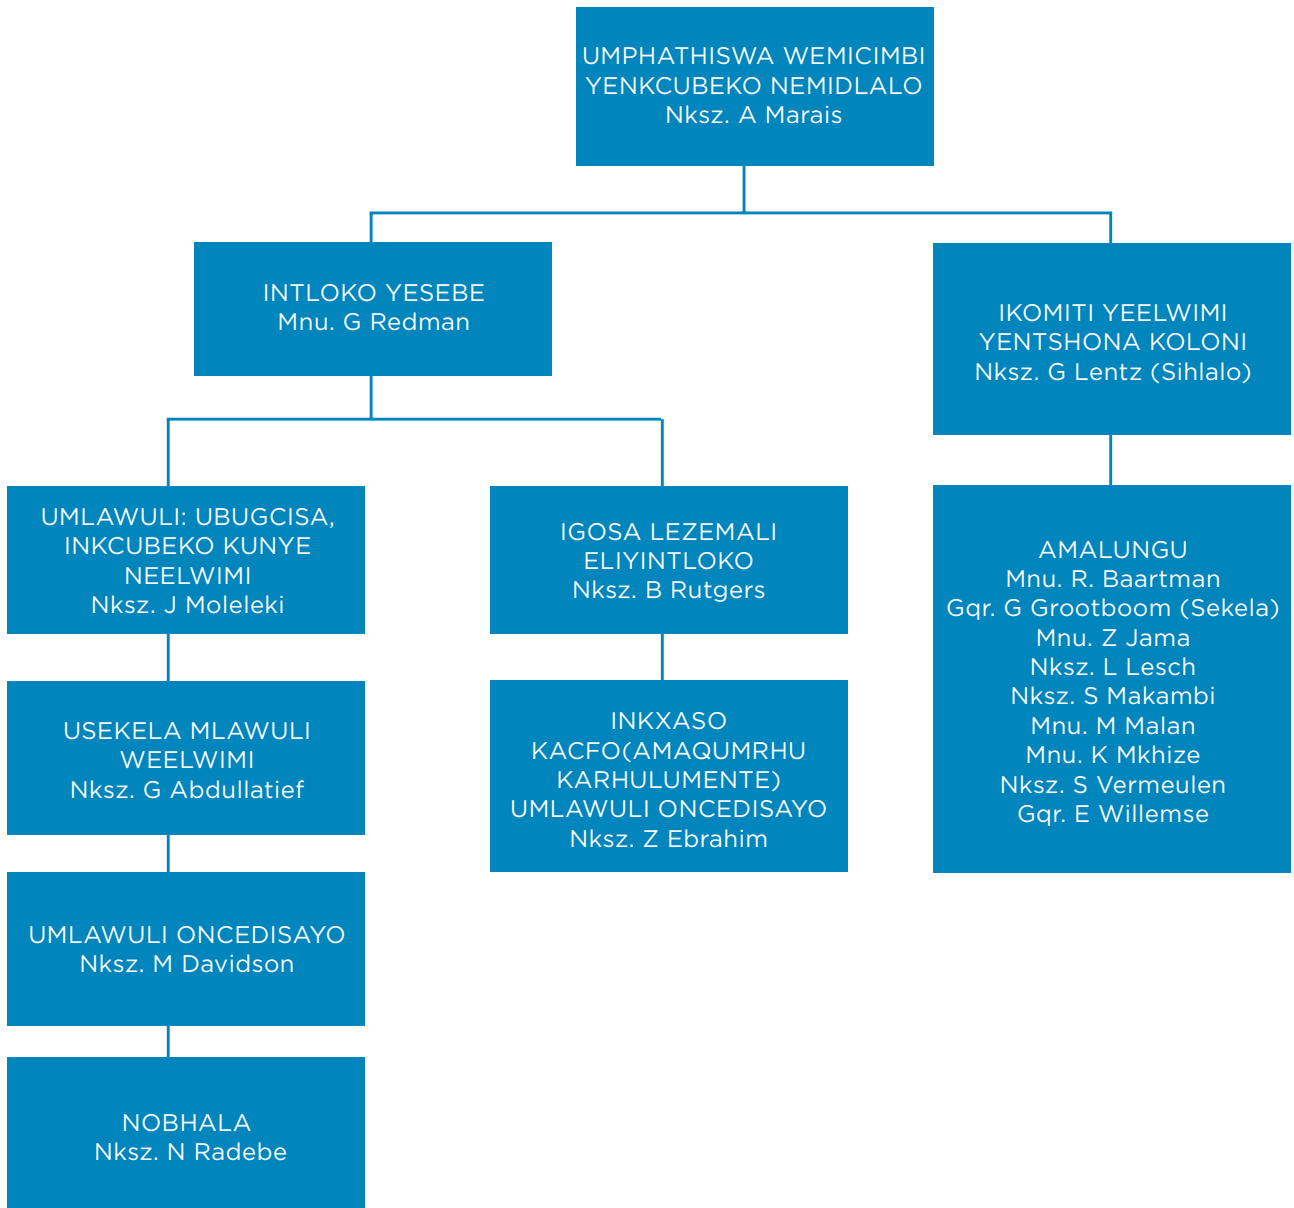 UMPHATHISWA WEMICIMBI
YENKCUBEKO NEMIDLALO
Nksz. A Marais
INTLOKO YESEBE
Mnu. G Redman
IKOMITI YEELWIMI
YENTSHONA KOLONI
Nksz. G Lentz (Sihlalo)
UMLAWULI: UBUGCISA,
INKCUBEKO KUNYE
NEELWIMI
Nksz. J Moleleki
IGOSA LEZEMALI
ELIYINTLOKO
Nksz. B Rutgers
AMALUNGU
Mnu. R. Baartman
Gqr. G Grootboom (Sekela)
Mnu. Z Jama
Nksz. L Lesch
Nksz. S Makambi
Mnu. M Malan
Mnu. K Mkhize
Nksz. S Vermeulen
Gqr. E Willemse
USEKELA MLAWULI
WEELWIMI
Nksz. G Abdullatief
INKXASO
KACFO(AMAQUMRHU
KARHULUMENTE)
UMLAWULI ONCEDISAYO
Nksz. Z Ebrahim
UMLAWULI ONCEDISAYO
Nksz. M Davidson
NOBHALA
Nksz. N Radebe